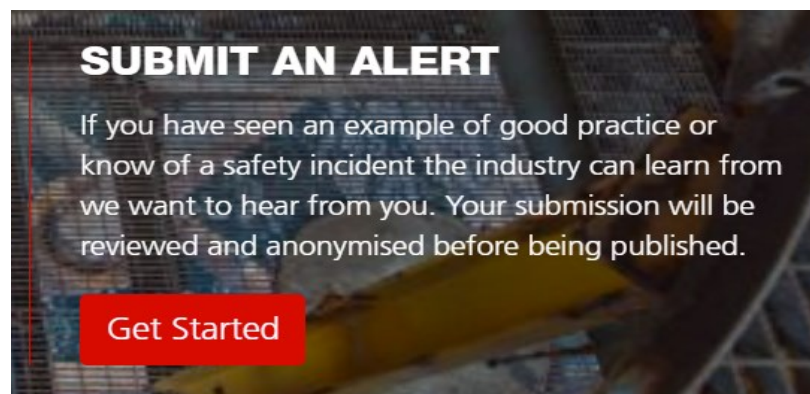 SUBMIT AN ALERT
If you have seen an example of good practice or
know of a safety incident the industry can learn from
we want to hear from you. Your submission will be
reviewed and anonymised before being published.
Get Started